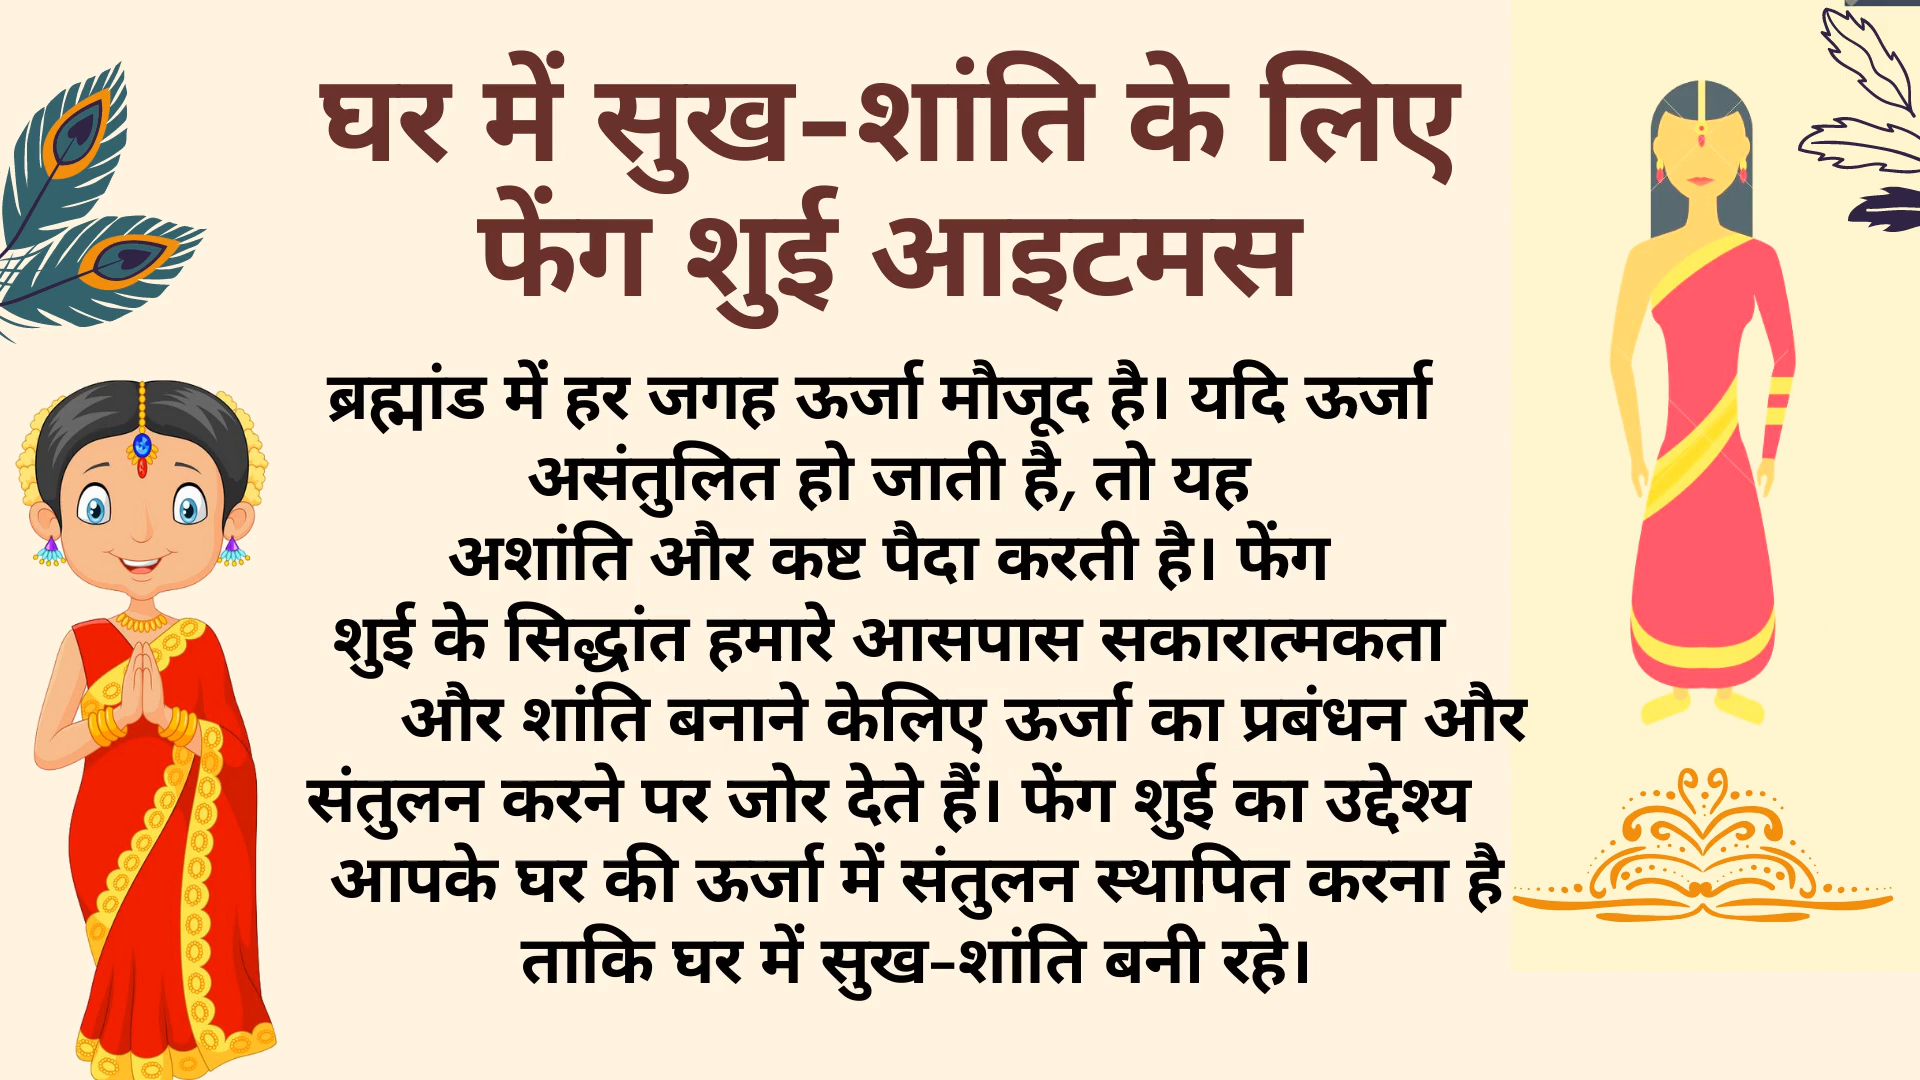 घर में सुख-शांति के लिए
फेंग शुई आइटमस
ब्रह्मांड में हर जगह ऊर्जा मौजूद है। यदि ऊर्जा
असंतुलित हो जाती है, तो यह
अशांति और कष्ट पैदा करती है। फेंग
शुई के सिद्धांत हमारे आसपास सकारात्मकता
और शांति बनाने केलिए ऊर्जा का प्रबंधन और
संतुलन करने पर जोर देते हैं। फेंग शुई का उद्देश्य
आपके घर की ऊर्जा में संतुलन स्थापित करना है
ताकि घर में सुख-शांति बनी रहे।